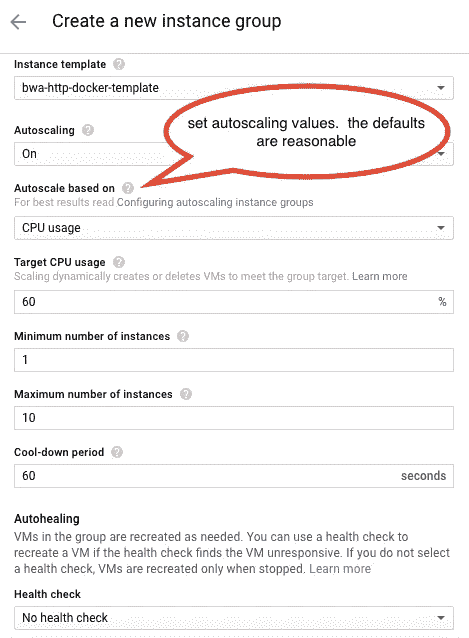 Create a new instance group
Instance template
bwa-http-docker-template
set autoscaling values. the defaults
are reasonable
Autoscaling
On
Autoscale based on
For best results read Configuring autoscaling instance groups
CPU usage
Target CPU usage
Scaling dynamically creates or deletes VMs to meet the group target. Learn more
60 %
Minimum number of instances
1
Maximum number of instances
10
Cool-down period
60 seconds
Autohealing
VMs in the group are recreated as needed. You can use a health check to
recreate a VM if the health check finds the VM unresponsive. If you do not select
a health check, VMs are recreated only when stopped. Learn more
Health check
No health check